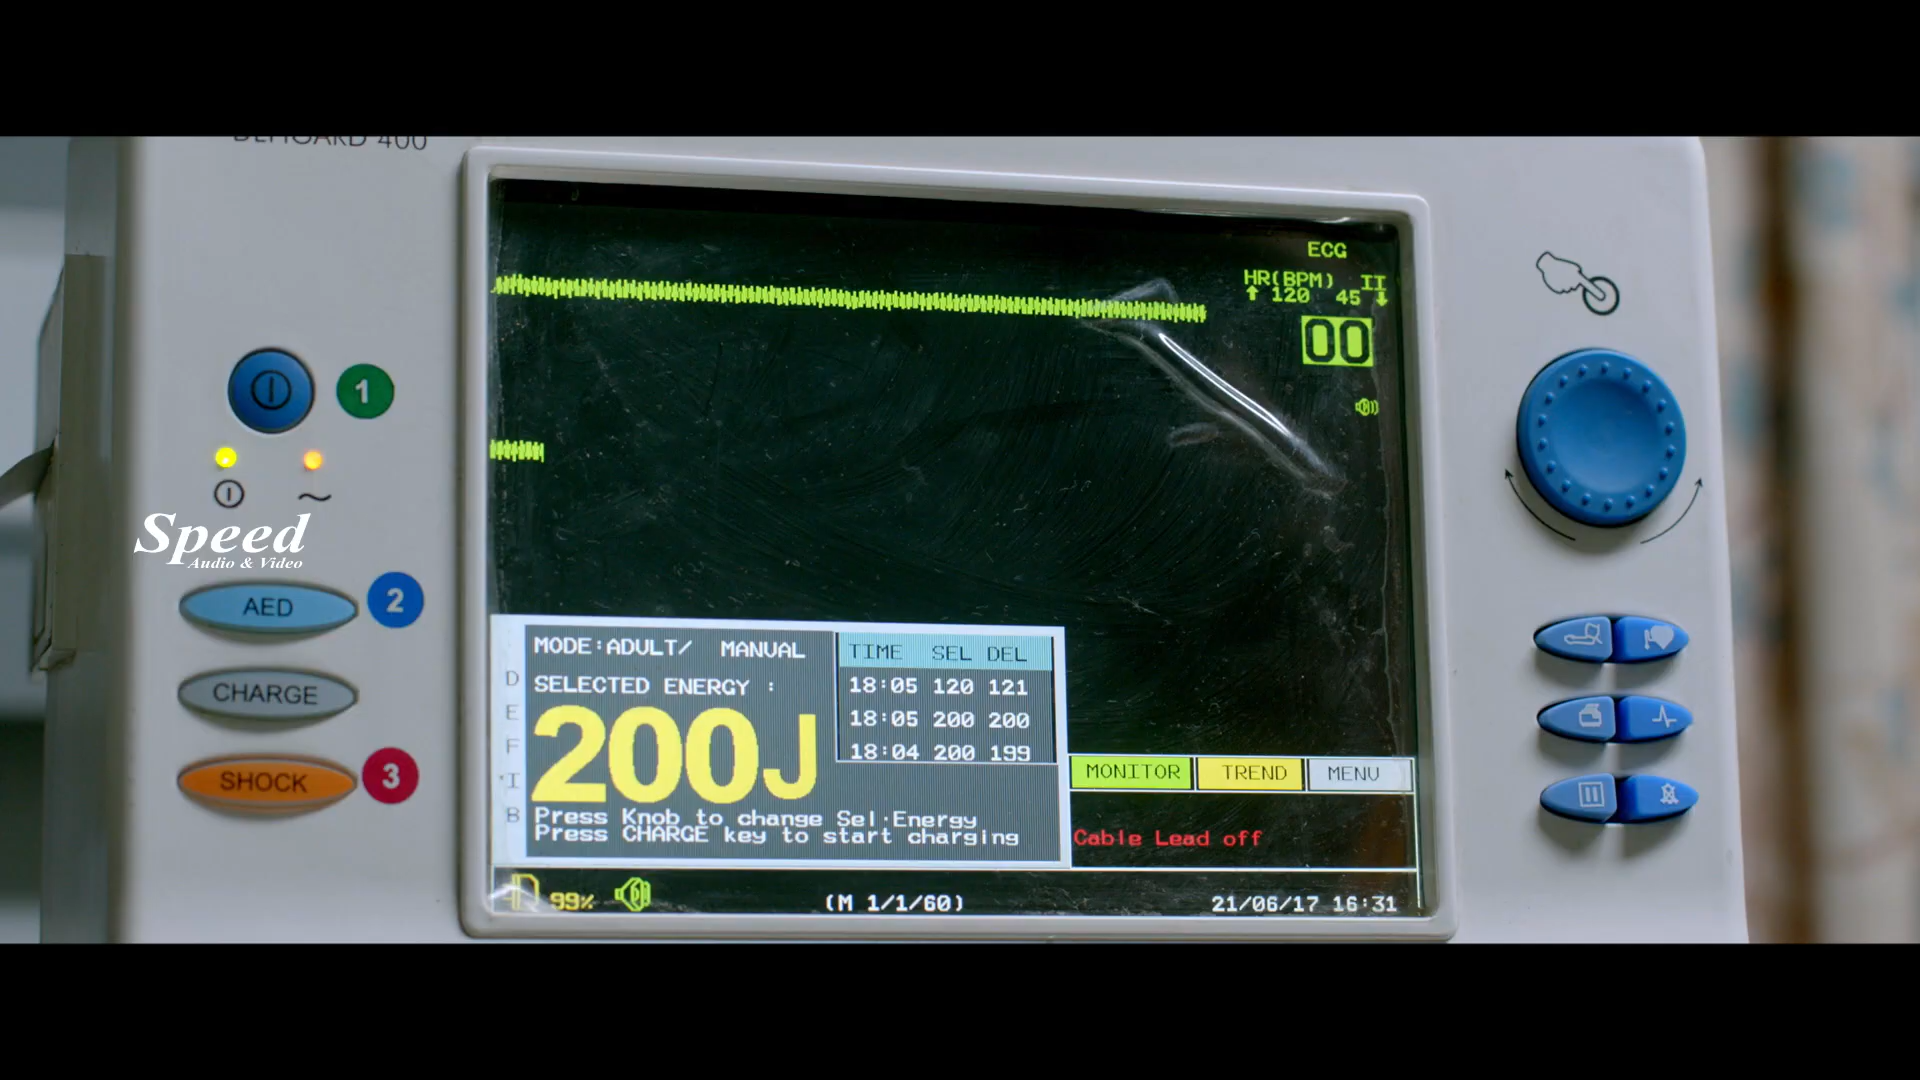 ECG
HR(BPM) II
120 45
00
1
Speed
Audio & Video
AED 2
CHARGE
SHOCK 3
DEFIB
MODE:ADULT/ MANUAL
SELECTED ENERGY :
200J
Press Knob to change Sel.Energy
Press CHARGE key to start charging
TIME SEL DEL
18:05 120 121
18:05 200 200
18:04 200 199
MONITOR TREND MENU
Cable Lead off
99% (M 1/1/60) 21/06/17 16:31